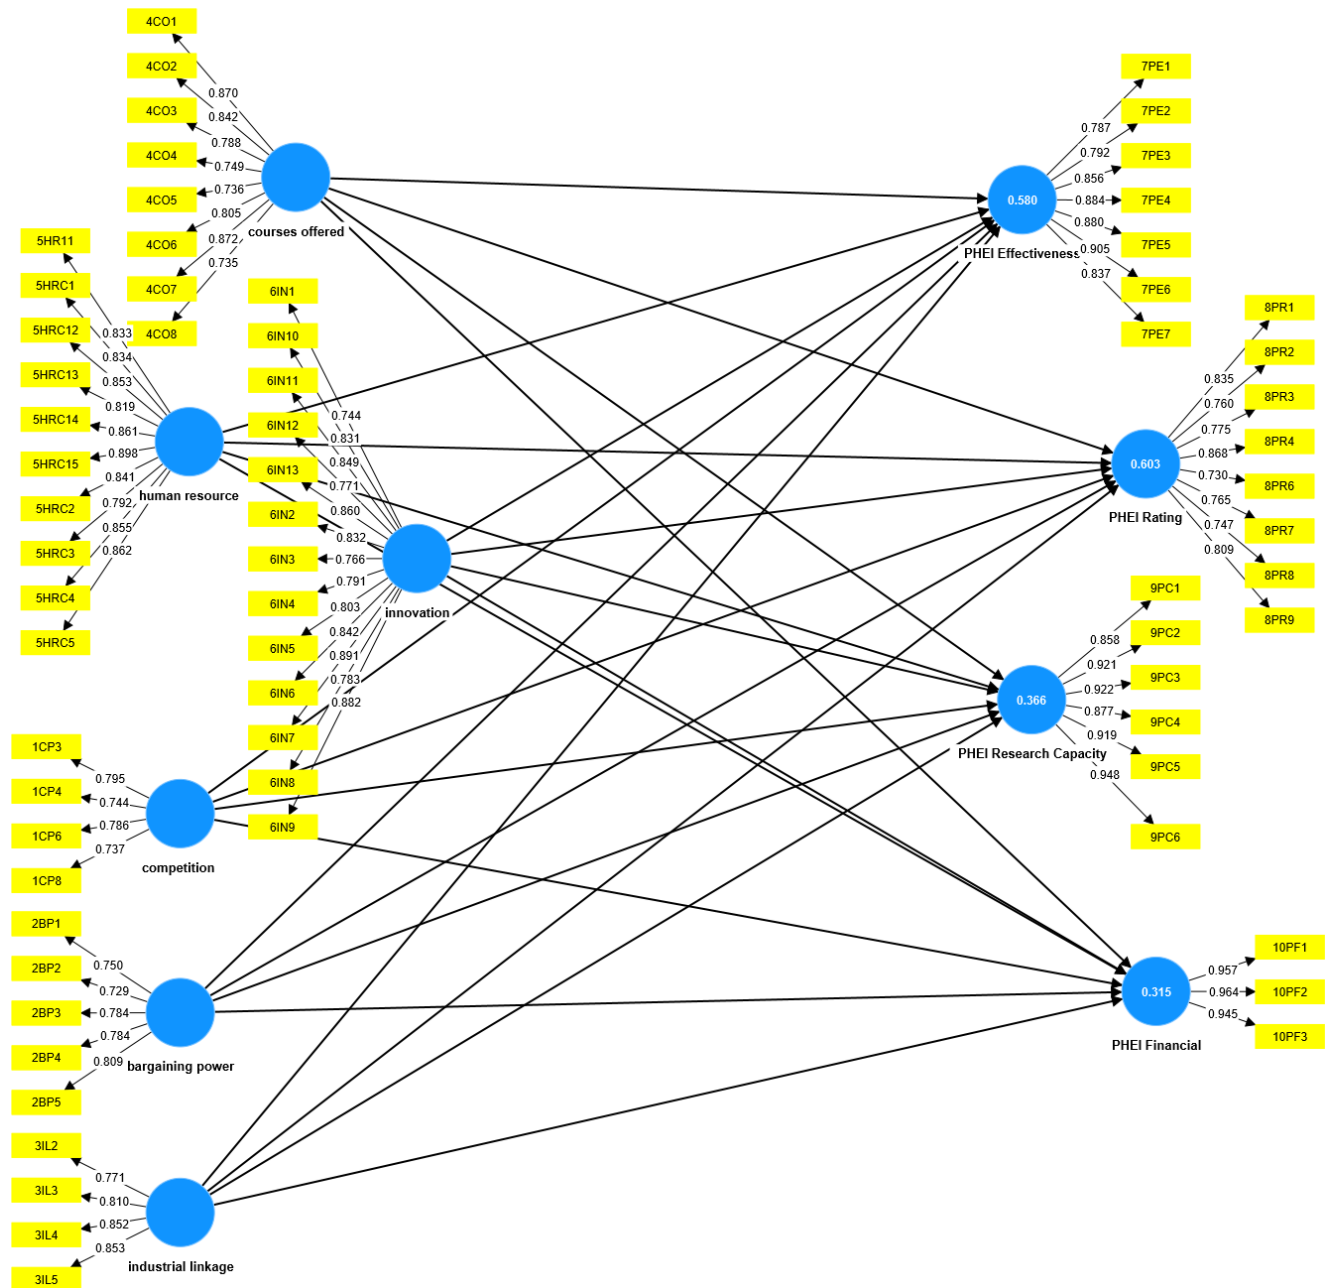 4CO1
4CO2
4CO3
4CO4
4CO5
4CO6
4CO7
4CO8
0.870
0.842
0.788
0.749
0.736
0.805
0.872
0.735
courses offered
5HR11
5HRC1
5HRC12
5HRC13
5HRC14
5HRC15
5HRC2
5HRC3
5HRC4
5HRC5
0.833
0.834
0.853
0.819
0.861
0.898
0.841
0.792
0.855
0.862
human resource
6IN1
6IN10
6IN11
6IN12
6IN13
6IN2
6IN3
6IN4
6IN5
6IN6
6IN7
6IN8
6IN9
0.744
0.831
0.849
0.771
0.860
0.832
0.766
0.791
0.803
0.842
0.891
0.783
0.882
innovation
1CP3
1CP4
1CP6
1CP8
0.795
0.744
0.786
0.737
competition
2BP1
2BP2
2BP3
2BP4
2BP5
0.750
0.729
0.784
0.784
0.809
bargaining power
3IL2
3IL3
3IL4
3IL5
0.771
0.810
0.852
0.853
industrial linkage
0.580
PHEI Effectiveness
0.787
0.792
0.856
0.884
0.880
0.905
0.837
7PE1
7PE2
7PE3
7PE4
7PE5
7PE6
7PE7
0.603
PHEI Rating
0.835
0.760
0.775
0.868
0.730
0.765
0.747
0.809
8PR1
8PR2
8PR3
8PR4
8PR6
8PR7
8PR8
8PR9
0.366
PHEI Research Capacity
0.858
0.921
0.922
0.877
0.919
0.948
9PC1
9PC2
9PC3
9PC4
9PC5
9PC6
0.315
PHEI Financial
0.957
0.964
0.945
10PF1
10PF2
10PF3